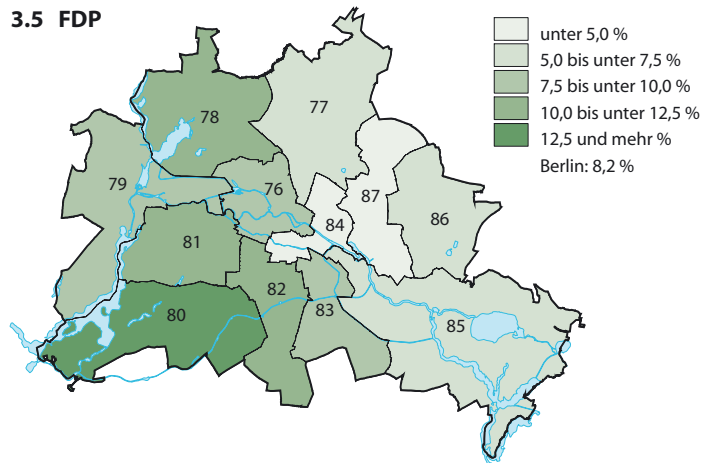 3.5 FDP
unter 5,0 %
5,0 bis unter 7,5 %
7,5 bis unter 10,0 %
10,0 bis unter 12,5 %
12,5 und mehr %
Berlin: 8,2 %
78
77
79
76
87
86
84
81
82
80
83
85